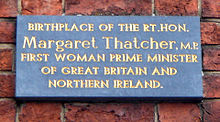 BIRTHPLACE OF THE RT. HON.
Margaret Thatcher, M.P.
FIRST WOMAN PRIME MINISTER
OF GREAT BRITAIN AND
NORTHERN IRELAND.